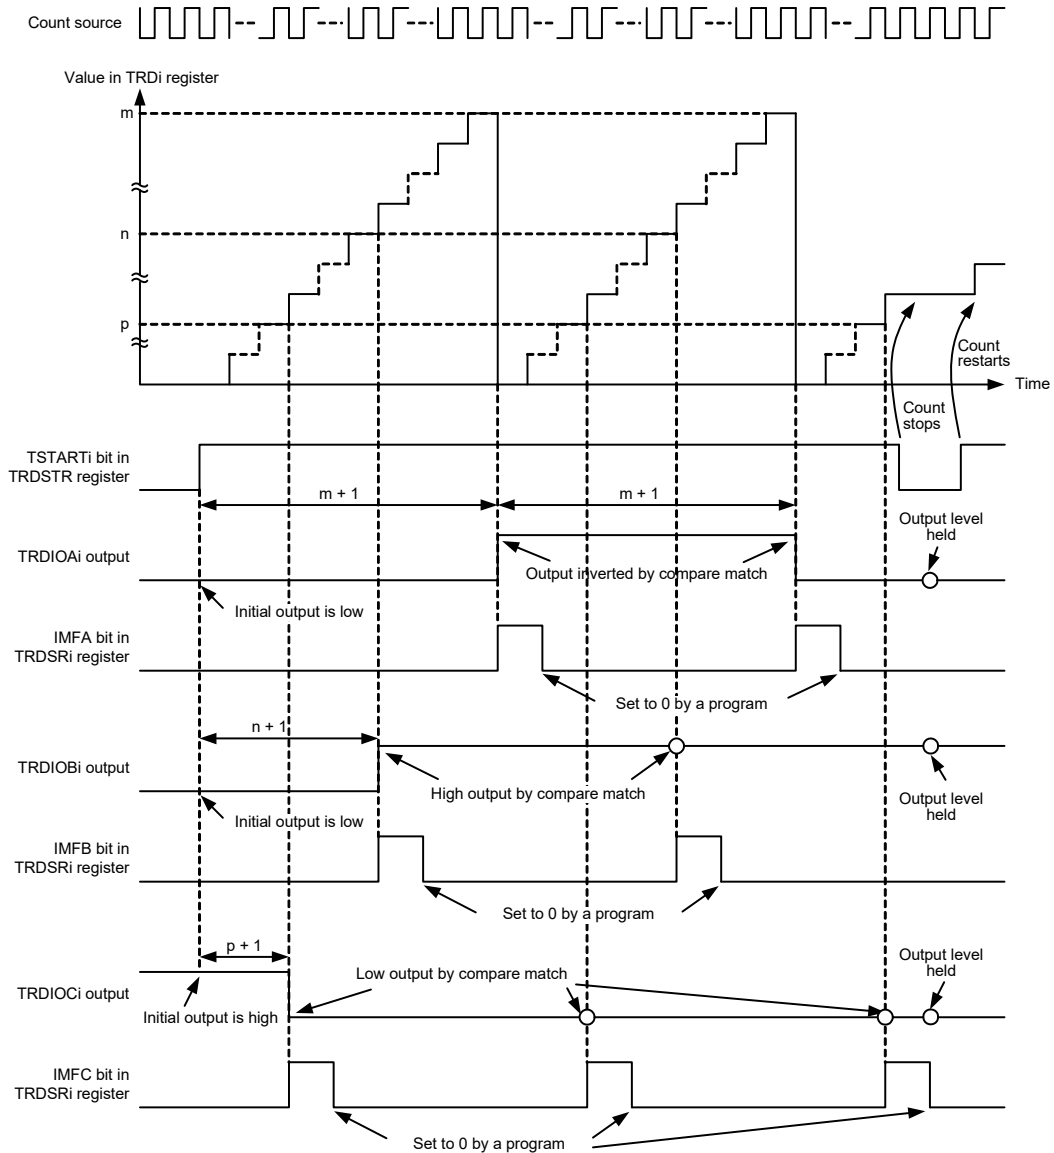 Count source
Value in TRDi register
m
n
p
Count
restarts
Time
Count
stops
TSTARTi bit in
TRDSTR register
m + 1
m + 1
Output level
held
TRDIOAi output
Output inverted by compare match
Initial output is low
IMFA bit in
TRDSRi register
Set to 0 by a program
n + 1
TRDIOBi output
High output by compare match
Output level
held
Initial output is low
IMFB bit in
TRDSRi register
Set to 0 by a program
p + 1
Low output by compare match
Output level
held
TRDIOCi output
Initial output is high
IMFC bit in
TRDSRi register
Set to 0 by a program